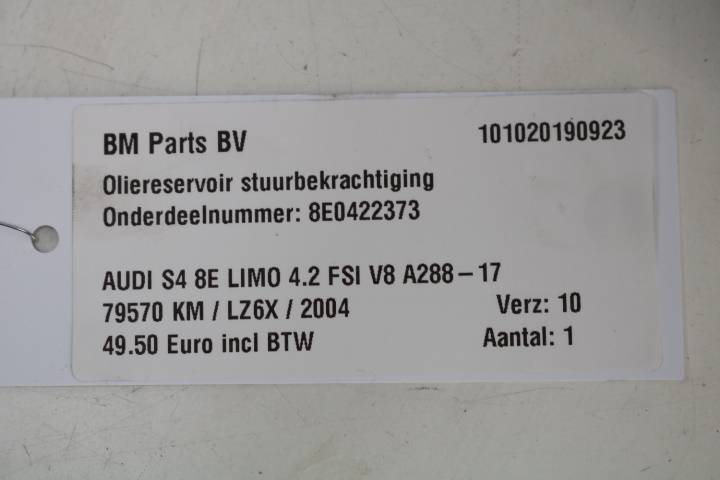 BM Parts BV 101020190923
Oliereservoir stuurbekrachtiging
Onderdeelnummer: 8E0422373
AUDI S4 8E LIMO 4.2 FSI V8 A288-17
79570 KM / LZ6X / 2004 Verz: 10
49.50 Euro incl BTW Aantal: 1